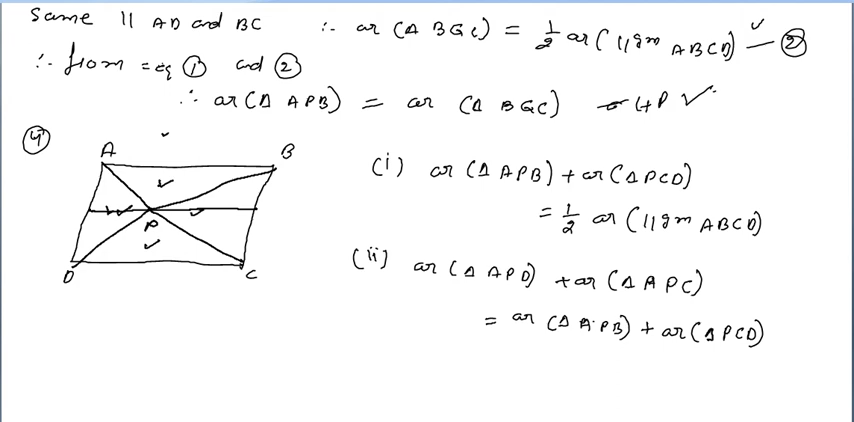 same || AD and BC ∴ ar (Δ BQC) = 1/2 ar (||gm ABCD) — ②
∴ from = eq ① and ②
∴ ar (Δ APB) = ar (Δ BQC) HP
④
A
B
P
D
C
(i) ar (Δ APB) + ar (Δ PCD)
= 1/2 ar (||gm ABCD)
(ii) ar (Δ APD) + ar (Δ APC)
= ar (Δ APB) + ar (Δ PCD)